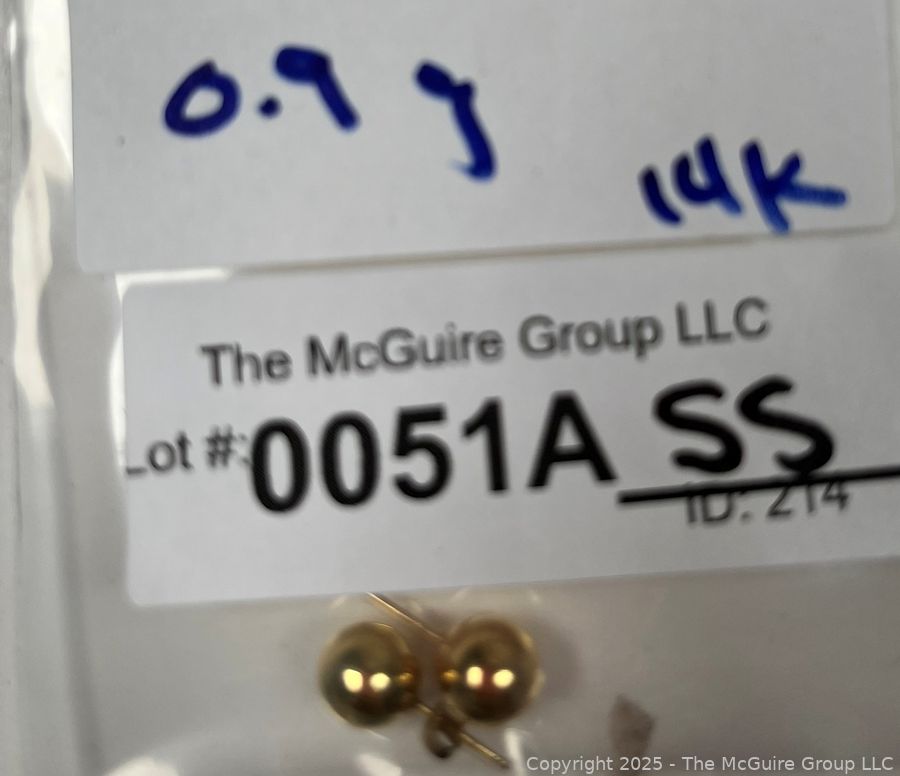 0.9 g
14K
The McGuire Group LLC
Lot #: 0051A SS
ID: 214
Copyright 2025 - The McGuire Group LLC